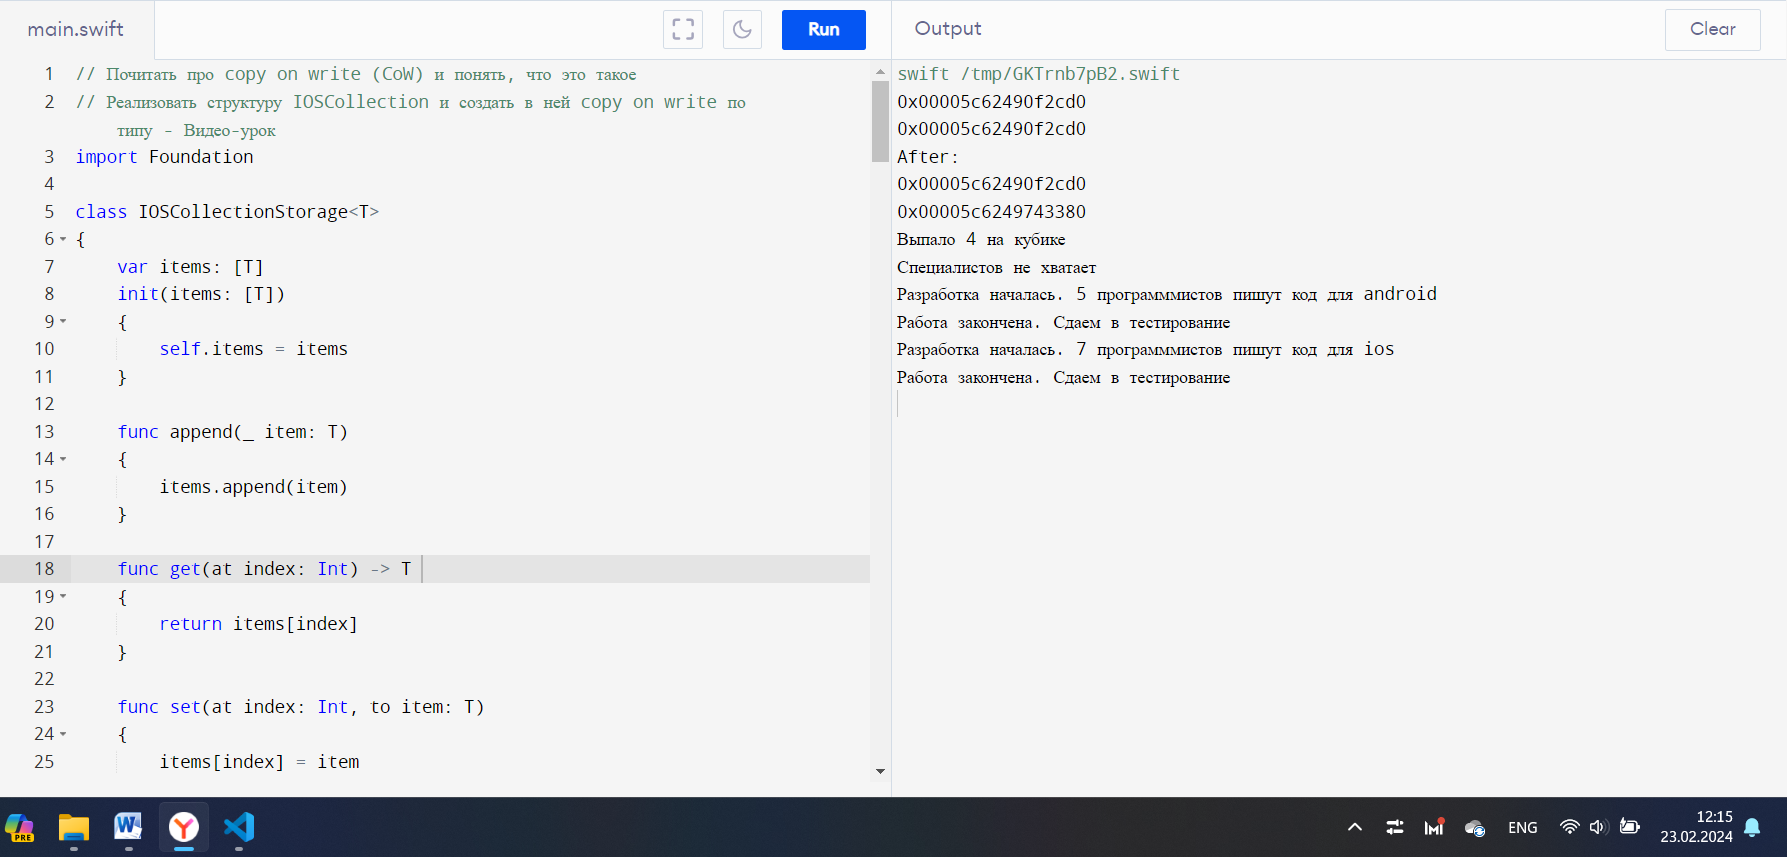 main.swift
Run
1 // Почитать про copy on write (CoW) и понять, что это такое
2 // Реализовать структуру IOSCollection и создать в ней copy on write по
типу - Видео-урок
3 import Foundation
4
5 class IOSCollectionStorage<T>
6 {
7 var items: [T]
8 init(items: [T])
9 {
10 self.items = items
11 }
12
13 func append(_ item: T)
14 {
15 items.append(item)
16 }
17
18 func get(at index: Int) -> T
19 {
20 return items[index]
21 }
22
23 func set(at index: Int, to item: T)
24 {
25 items[index] = item
Output
Clear
swift /tmp/GKTrnb7pB2.swift
0x00005c62490f2cd0
0x00005c62490f2cd0
After:
0x00005c62490f2cd0
0x00005c6249743380
Выпало 4 на кубике
Специалистов не хватает
Разработка началась. 5 программмистов пишут код для android
Работа закончена. Сдаем в тестирование
Разработка началась. 7 программмистов пишут код для ios
Работа закончена. Сдаем в тестирование
PRE
W
Y
ENG
12:15
23.02.2024